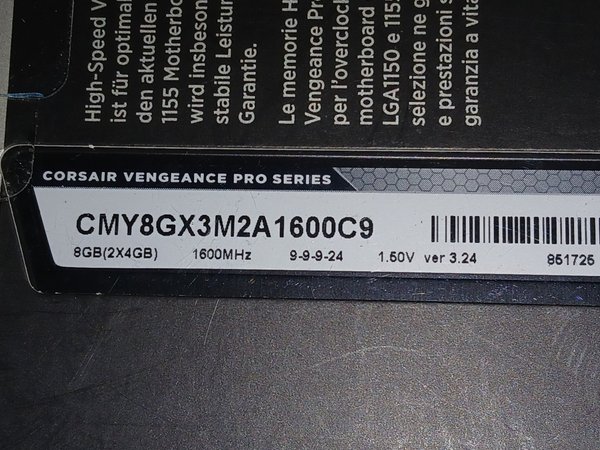 High-Speed V
ist für optimal
den aktuellen
1155 Motherbo
wird insbeson
stabile Leistun
Garantie.
Le memorie H
Vengeance Pr
per l'overclock
motherboard
LGA1150 e 115
selezione ne g
e prestazioni s
garanzia a vita
CORSAIR VENGEANCE PRO SERIES
CMY8GX3M2A1600C9
8GB(2X4GB) 1600MHz 9-9-9-24 1.50V ver 3.24 851725